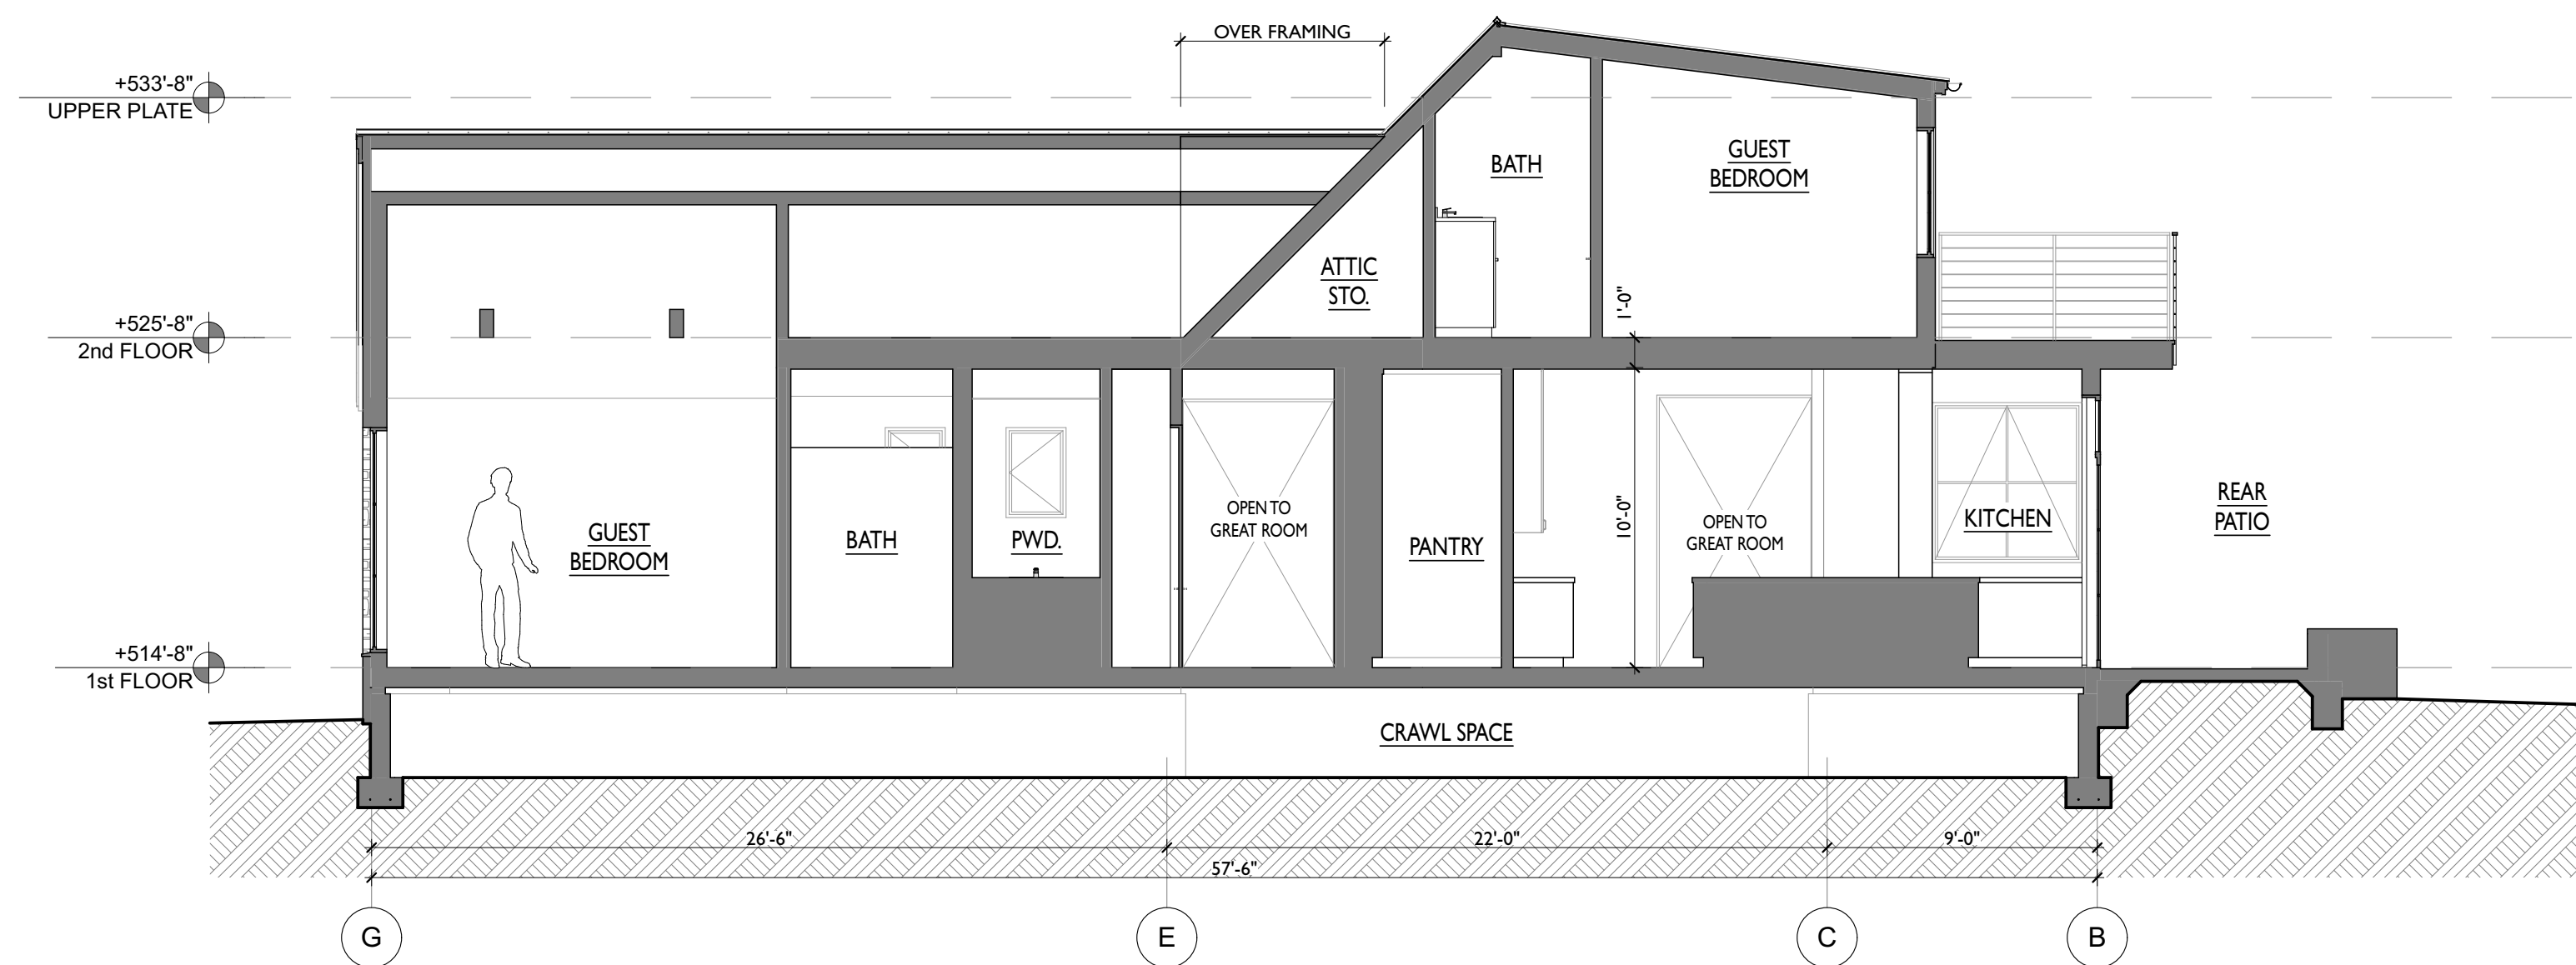 OVER FRAMING
+533'-8"
UPPER PLATE
BATH
GUEST
BEDROOM
ATTIC
STO.
1'-0"
+525'-8"
2nd FLOOR
10'-0"
OPEN TO
GREAT ROOM
GUEST
BEDROOM
BATH
PWD.
PANTRY
OPEN TO
GREAT ROOM
KITCHEN
REAR
PATIO
+514'-8"
1st FLOOR
CRAWL SPACE
26'-6"
22'-0"
9'-0"
57'-6"
G
E
C
B